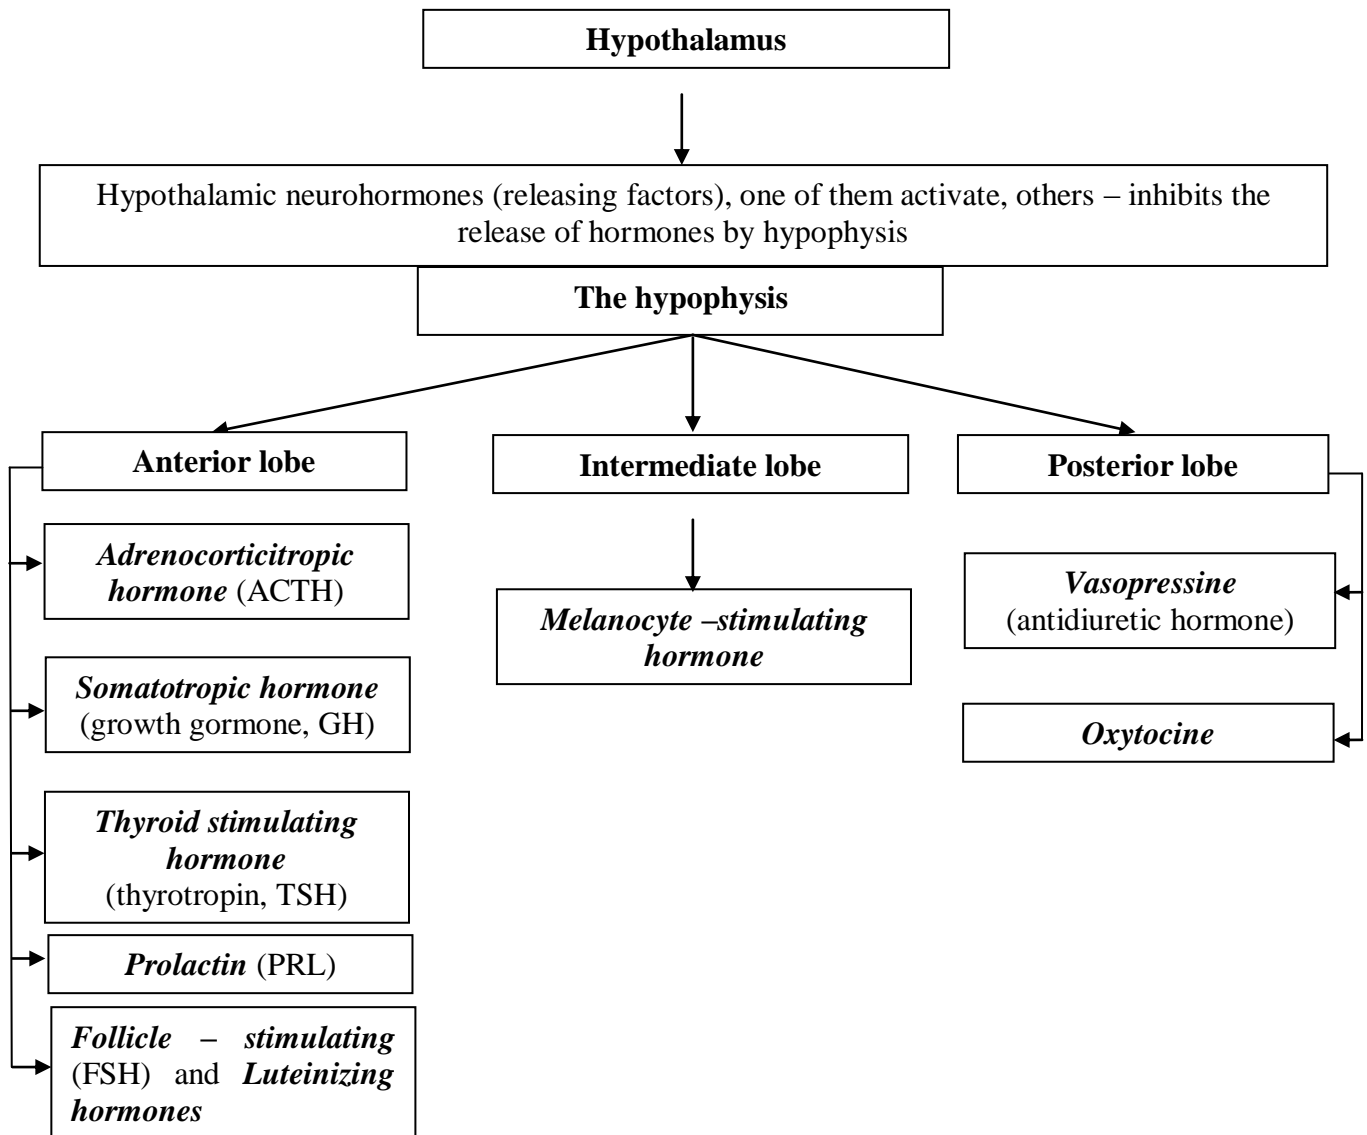 Hypothalamus
Hypothalamic neurohormones (releasing factors), one of them activate, others – inhibits the
release of hormones by hypophysis
The hypophysis
Anterior lobe
Adrenocorticitropic
hormone (ACTH)
Somatotropic hormone
(growth gormone, GH)
Thyroid stimulating
hormone
(thyrotropin, TSH)
Prolactin (PRL)
Follicle – stimulating
(FSH) and Luteinizing
hormones
Intermediate lobe
Melanocyte –stimulating
hormone
Posterior lobe
Vasopressine
(antidiuretic hormone)
Oxytocine